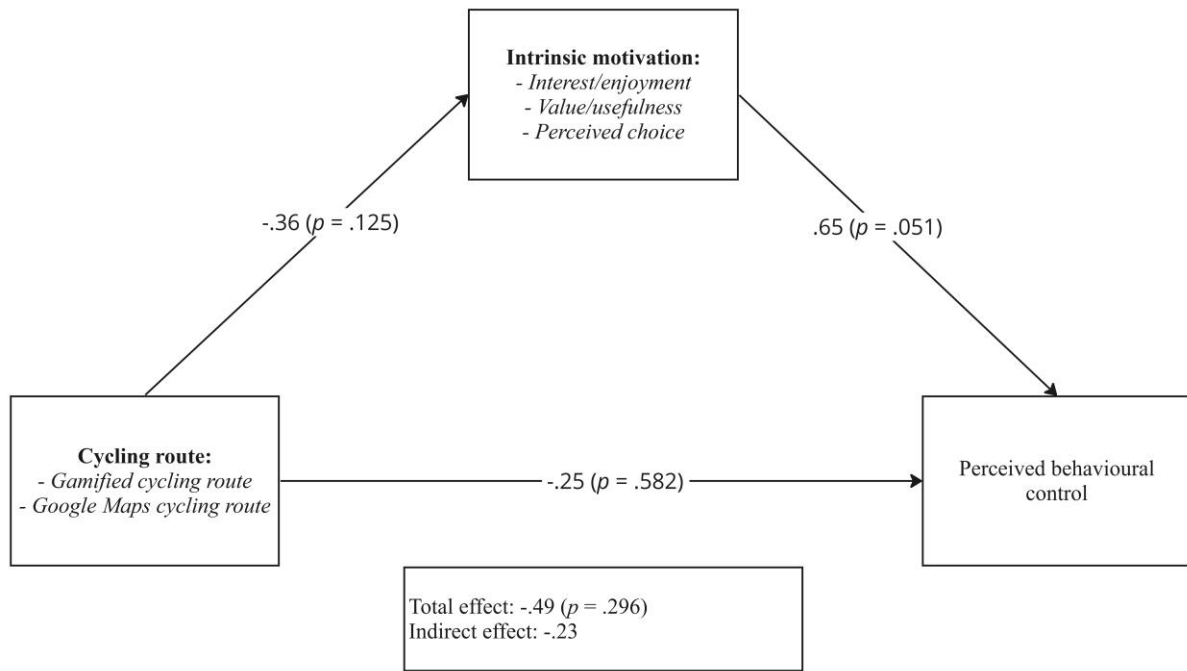 Intrinsic motivation:
- Interest/enjoyment
- Value/usefulness
- Perceived choice
-.36 (p = .125)
.65 (p = .051)
Cycling route:
- Gamified cycling route
- Google Maps cycling route
-.25 (p = .582)
Perceived behavioural
control
Total effect: -.49 (p = .296)
Indirect effect: -.23